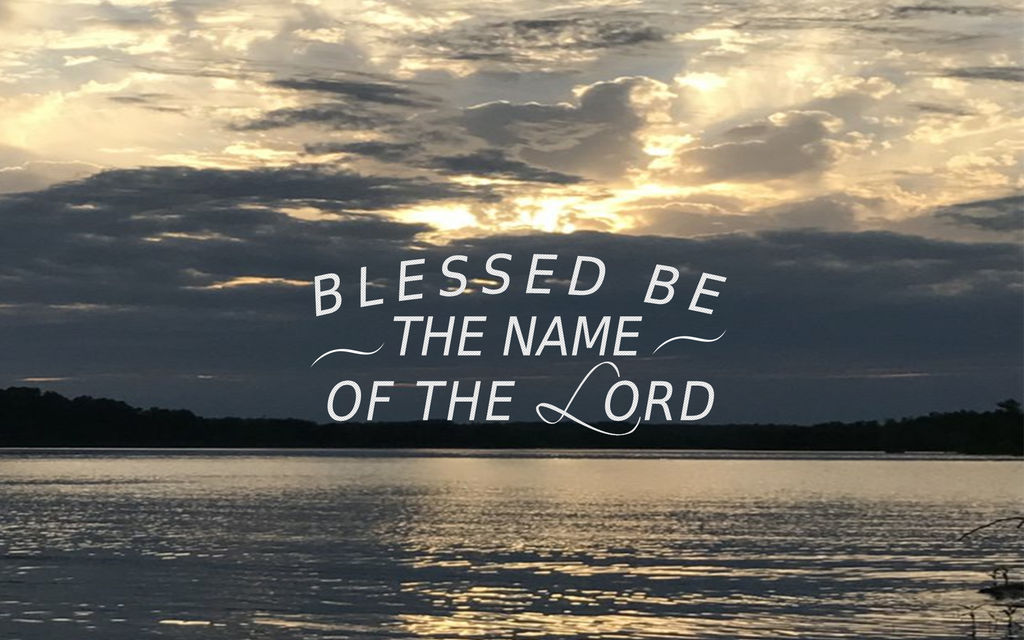 BLESSED BE
THE NAME
OF THE LORD